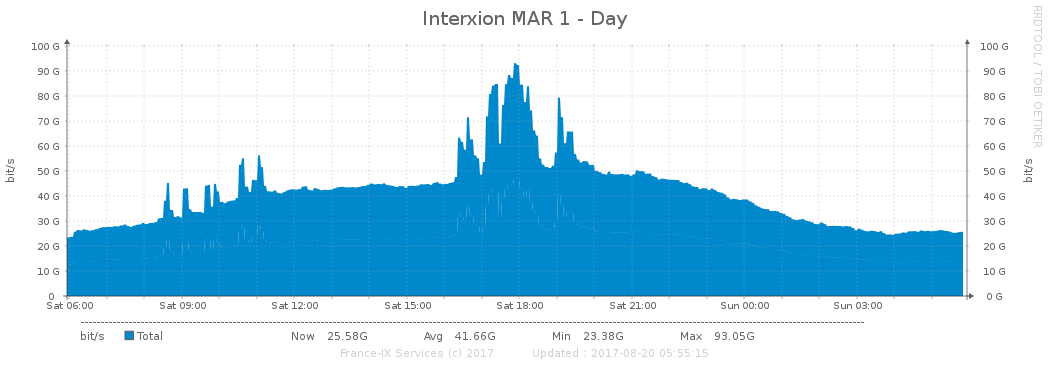 Interxion MAR 1 - Day
RRDTOOL / TOBI OETIKER
bit/s
bit/s
100 G 100 G
90 G 90 G
80 G 80 G
70 G 70 G
60 G 60 G
50 G 50 G
40 G 40 G
30 G 30 G
20 G 20 G
10 G 10 G
0 0 G
Sat 06:00 Sat 09:00 Sat 12:00 Sat 15:00 Sat 18:00 Sat 21:00 Sun 00:00 Sun 03:00
bit/s Total Now 25.58G Avg 41.66G Min 23.38G Max 93.05G
France-IX Services (c) 2017 Updated : 2017-08-20 05:55:15